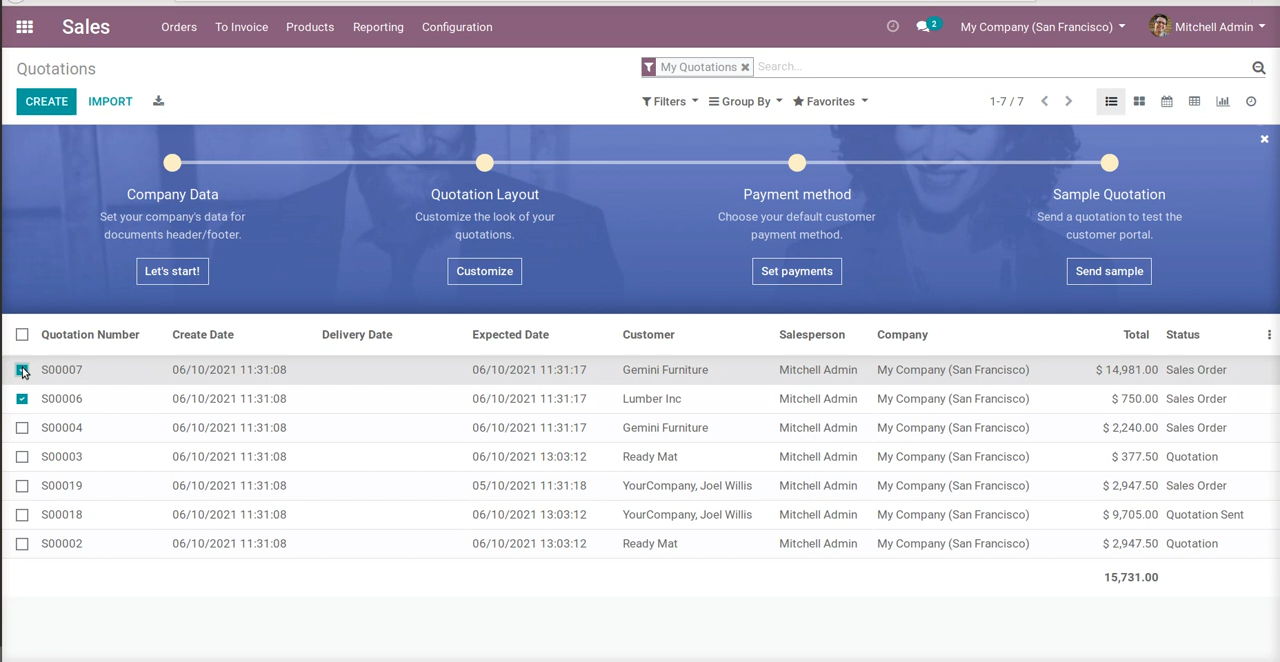 Sales Orders To Invoice Products Reporting Configuration 2 My Company (San Francisco) Mitchell Admin
Quotations
My Quotations Search...
CREATE IMPORT Filters Group By Favorites 1-7 / 7
Company Data Quotation Layout Payment method Sample Quotation
Set your company's data for Customize the look of your Choose your default customer Send a quotation to test the
documents header/footer. quotations. payment method. customer portal.
Let's start! Customize Set payments Send sample
Quotation Number Create Date Delivery Date Expected Date Customer Salesperson Company Total Status
S00007 06/10/2021 11:31:08 06/10/2021 11:31:17 Gemini Furniture Mitchell Admin My Company (San Francisco) $ 14,981.00 Sales Order
S00006 06/10/2021 11:31:08 06/10/2021 11:31:17 Lumber Inc Mitchell Admin My Company (San Francisco) $ 750.00 Sales Order
S00004 06/10/2021 11:31:08 06/10/2021 11:31:17 Gemini Furniture Mitchell Admin My Company (San Francisco) $ 2,240.00 Sales Order
S00003 06/10/2021 11:31:08 06/10/2021 13:03:12 Ready Mat Mitchell Admin My Company (San Francisco) $ 377.50 Quotation
S00019 06/10/2021 11:31:08 05/10/2021 11:31:18 YourCompany, Joel Willis Mitchell Admin My Company (San Francisco) $ 2,947.50 Sales Order
S00018 06/10/2021 11:31:08 06/10/2021 13:03:12 YourCompany, Joel Willis Mitchell Admin My Company (San Francisco) $ 9,705.00 Quotation Sent
S00002 06/10/2021 11:31:08 06/10/2021 13:03:12 Ready Mat Mitchell Admin My Company (San Francisco) $ 2,947.50 Quotation
15,731.00